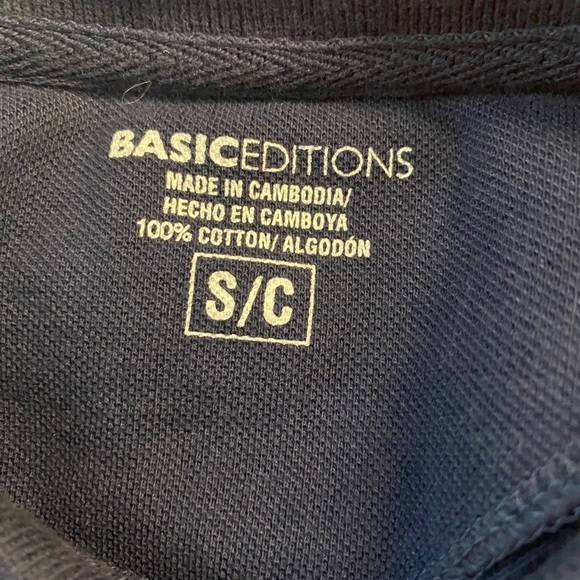 BASICEDITIONS
MADE IN CAMBODIA/
HECHO EN CAMBOYA
100% COTTON/ALGODÓN
S/C